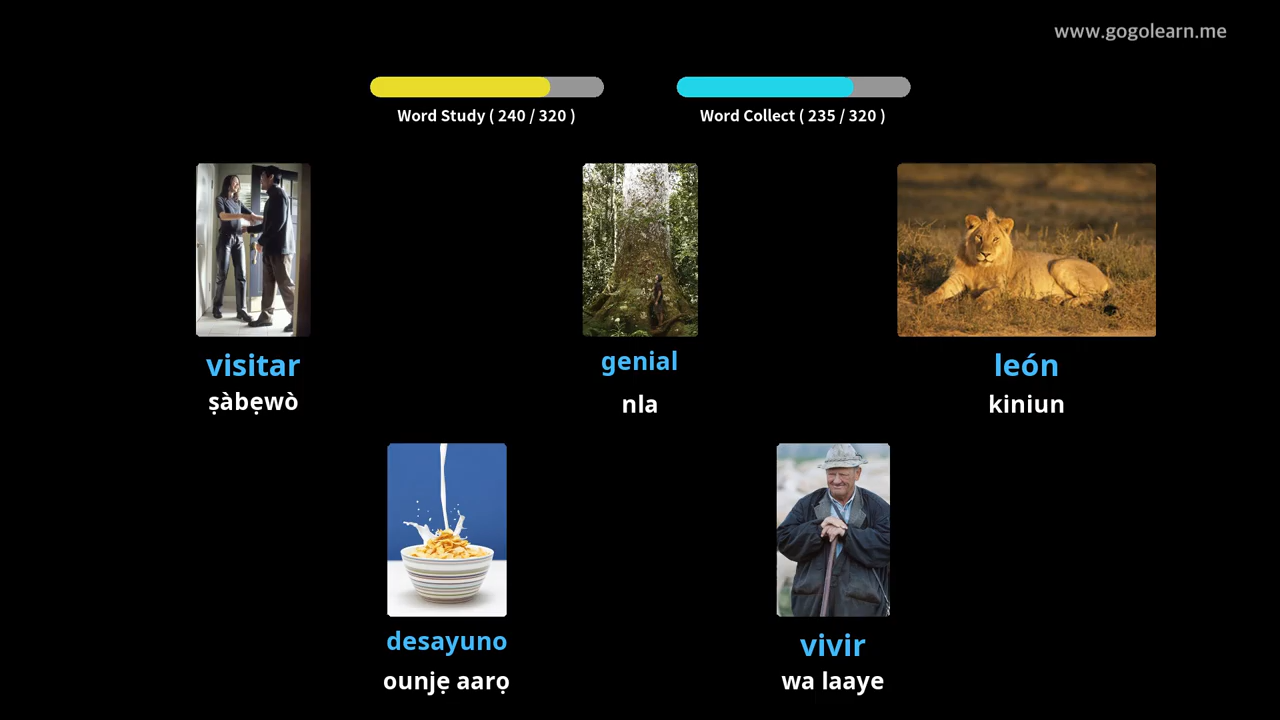 www.gogolearn.me
Word Study ( 240 / 320 )
Word Collect ( 235 / 320 )
visitar
ṣàbẹwò
genial
nla
león
kiniun
desayuno
ounjẹ aarọ
vivir
wa laaye